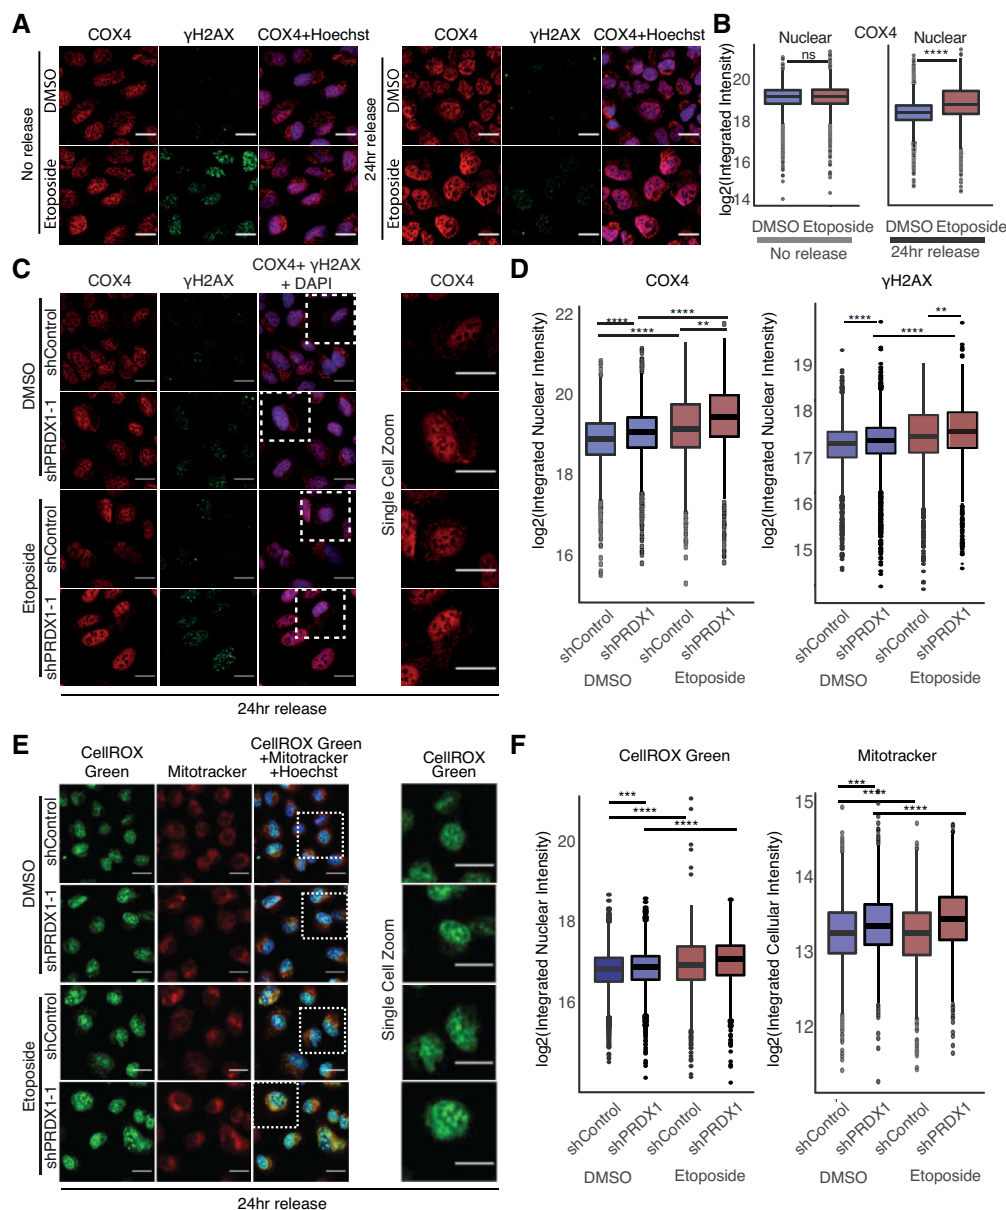 A
COX4 γH2AX COX4+Hoechst
COX4 γH2AX COX4+Hoechst
No release
DMSO
Etoposide
24hr release
DMSO
Etoposide
B
COX4
Nuclear
Nuclear
ns
****
log2(Integrated Intensity)
20
18
16
14
DMSO Etoposide
DMSO Etoposide
No release
24hr release
C
COX4 γH2AX
COX4+ γH2AX
+ DAPI
COX4
DMSO
shControl
shPRDX1-1
Etoposide
shControl
shPRDX1-1
Single Cell Zoom
24hr release
D
COX4
log2(Integrated Nuclear Intensity)
22
20
18
16
****
****
****
**
shControl
shPRDX1
shControl
shPRDX1
DMSO
Etoposide
γH2AX
log2(Integrated Nuclear Intensity)
19
18
17
16
15
****
**
****
shControl
shPRDX1
shControl
shPRDX1
DMSO
Etoposide
E
CellROX
Green
Mitotracker
CellROX Green
+Mitotracker
+Hoechst
CellROX
Green
DMSO
shControl
shPRDX1-1
Etoposide
shControl
shPRDX1-1
Single Cell Zoom
24hr release
F
CellROX Green
log2(Integrated Nuclear Intensity)
20
18
16
***
****
****
shControl
shPRDX1
shControl
shPRDX1
DMSO
Etoposide
Mitotracker
log2(Integrated Cellular Intensity)
15
14
13
12
***
****
****
shControl
shPRDX1
shControl
shPRDX1
DMSO
Etoposide